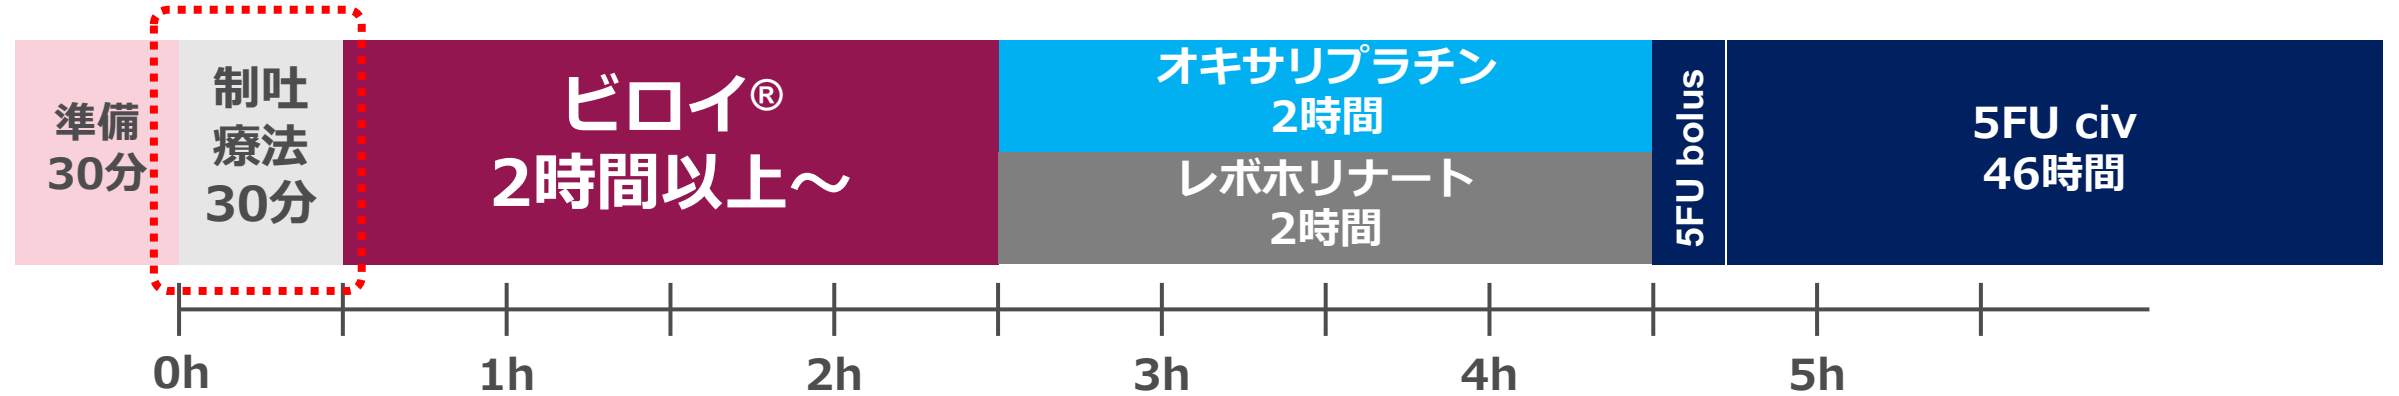 準備
30分
制吐
療法
30分
ビロイ®
2時間以上～
オキサリプラチン
2時間
レボホリナート
2時間
5FU bolus
5FU civ
46時間
0h
1h
2h
3h
4h
5h